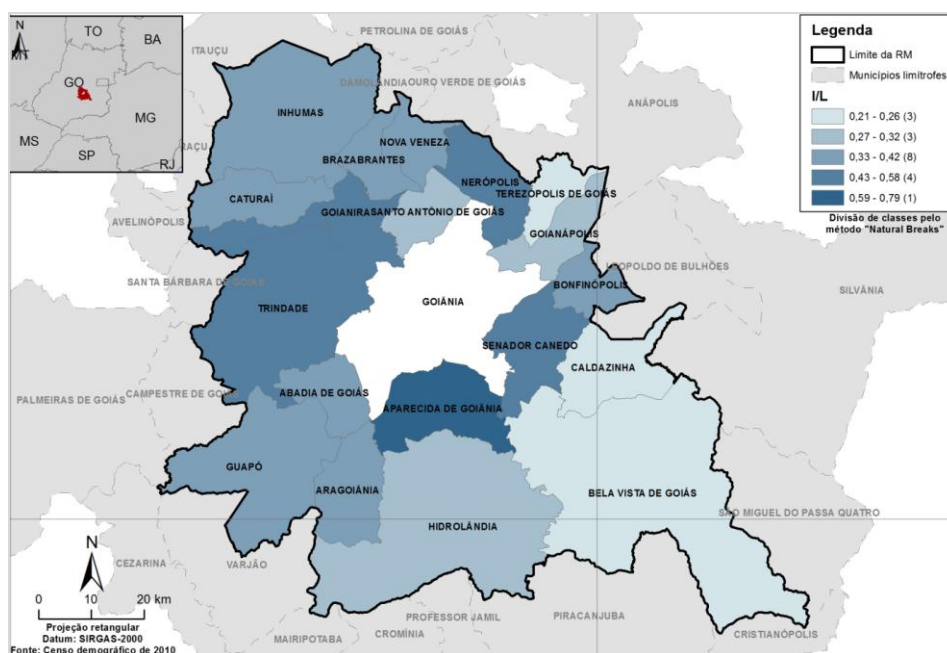 N
TO
BA
MT
GO
MG
MS
SP
RJ
ITAUÇU
PETROLINA DE GOIÁS
DAMOLÂNDIA
OURO VERDE DE GOIÁS
ANÁPOLIS
INHUMAS
NOVA VENEZA
BRAZABRANTES
NERÓPOLIS
TEREZÓPOLIS DE GOIÁS
CATURAÍ
GOIANIRA
SANTO ANTÔNIO DE GOIÁS
GOIANÁPOLIS
AVELINÓPOLIS
LEOPOLDO DE BULHÕES
SANTA BÁRBARA DE GOIÁS
BONFINÓPOLIS
SILVÂNIA
GOIÂNIA
TRINDADE
SENADOR CANEDO
CALDAZINHA
PALMEIRAS DE GOIÁS
CAMPESTRE DE GOI
ABADIA DE GOIÁS
APARECIDA DE GOIÂNIA
GUAPÓ
ARAGOIÂNIA
BELA VISTA DE GOIÁS
SÃO MIGUEL DO PASSA QUATRO
HIDROLÂNDIA
CEZARINA
VARJÃO
PROFESSOR JAMIL
PIRACANJUBA
MAIRIPOTABA
CROMÍNIA
CRISTIANÓPOLIS
Legenda
Limite da RM
Municípios limítrofes
I/L
0,21 - 0,26 (3)
0,27 - 0,32 (3)
0,33 - 0,42 (8)
0,43 - 0,58 (4)
0,59 - 0,79 (1)
Divisão de classes pelo
método "Natural Breaks"
N
0 10 20 km
Projeção retangular
Datum: SIRGAS-2000
Fonte: Censo demográfico de 2010